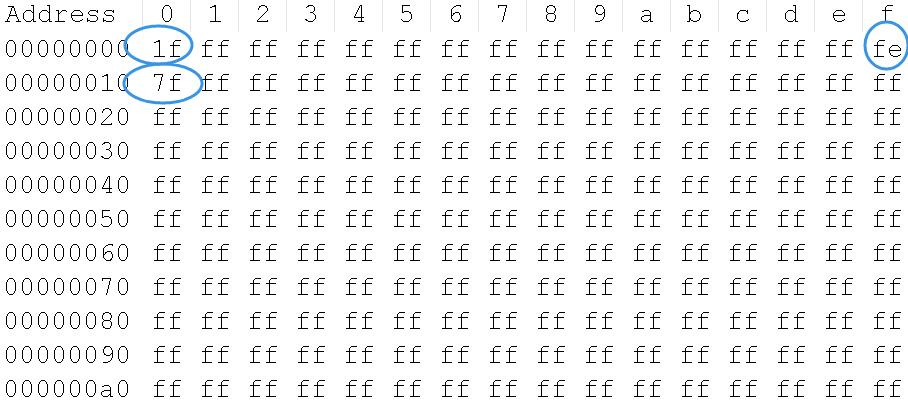 Address 0 1 2 3 4 5 6 7 8 9 a b c d e f
00000000 1f ff ff ff ff ff ff ff ff ff ff ff ff ff ff fe
00000010 7f ff ff ff ff ff ff ff ff ff ff ff ff ff ff ff
00000020 ff ff ff ff ff ff ff ff ff ff ff ff ff ff ff ff
00000030 ff ff ff ff ff ff ff ff ff ff ff ff ff ff ff ff
00000040 ff ff ff ff ff ff ff ff ff ff ff ff ff ff ff ff
00000050 ff ff ff ff ff ff ff ff ff ff ff ff ff ff ff ff
00000060 ff ff ff ff ff ff ff ff ff ff ff ff ff ff ff ff
00000070 ff ff ff ff ff ff ff ff ff ff ff ff ff ff ff ff
00000080 ff ff ff ff ff ff ff ff ff ff ff ff ff ff ff ff
00000090 ff ff ff ff ff ff ff ff ff ff ff ff ff ff ff ff
000000a0 ff ff ff ff ff ff ff ff ff ff ff ff ff ff ff ff